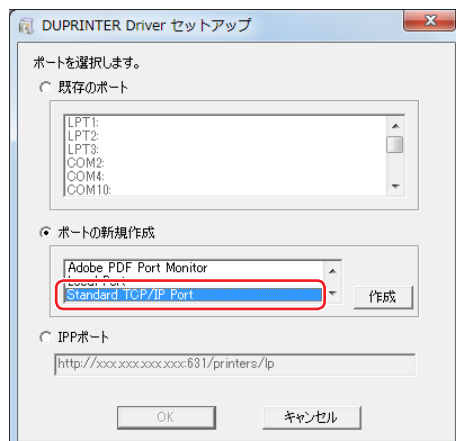 DUPRINTER Driver セットアップ
ポートを選択します。
既存のポート
LPT1:
LPT2:
LPT3:
COM2:
COM4:
COM10:
ポートの新規作成
Adobe PDF Port Monitor
Local Port
Standard TCP/IP Port
作成
IPPポート
http://xxx.xxx.xxx.xxx:631/printers/lp
OK
キャンセル